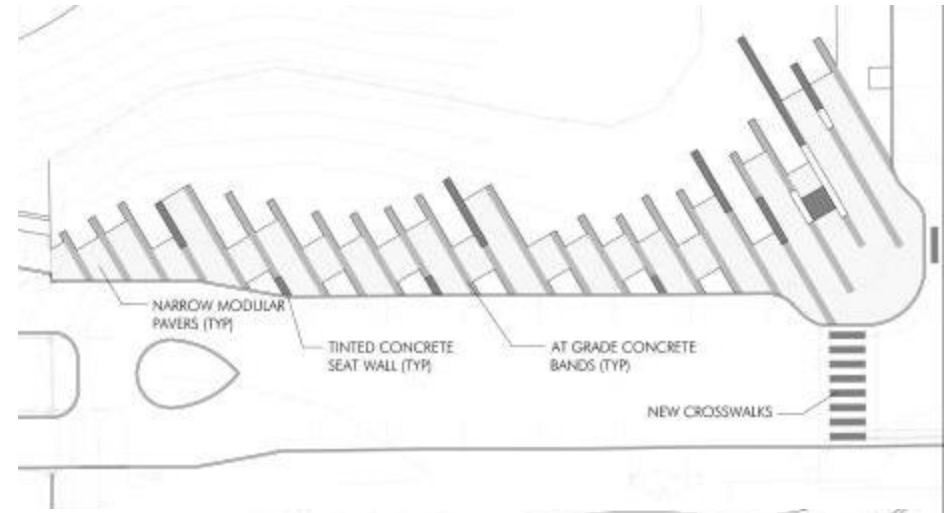 NARROW MODULAR
PAVERS (TYP)
TINTED CONCRETE
SEAT WALL (TYP)
AT GRADE CONCRETE
BANDS (TYP)
NEW CROSSWALKS